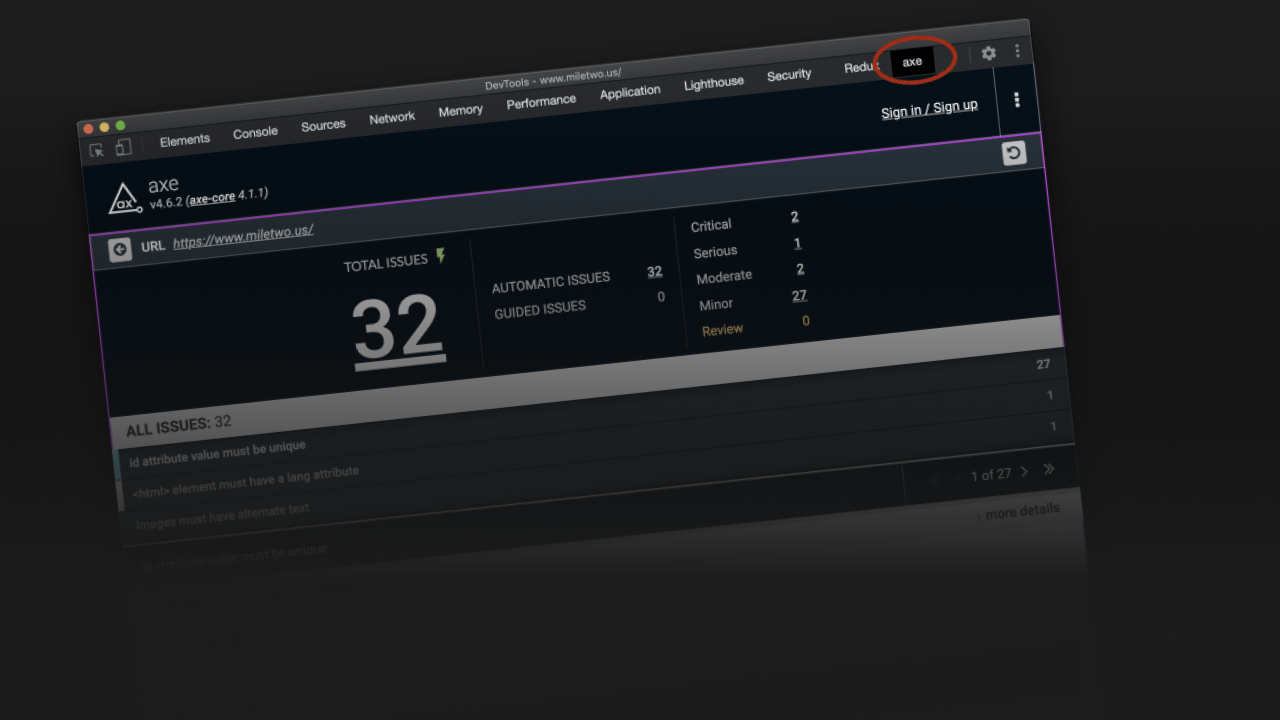 DevTools - www.miletwo.us/
Elements Console Sources Network Memory Performance Application Lighthouse Security Redux axe
Sign in / Sign up
ax
axe
v4.6.2 (axe-core 4.1.1)
URL https://www.miletwo.us/
TOTAL ISSUES
32
AUTOMATIC ISSUES 32
GUIDED ISSUES 0
Critical 2
Serious 1
Moderate 2
Minor 27
Review 0
ALL ISSUES: 32
id attribute value must be unique 27
<html> element must have a lang attribute 1
Images must have alternate text 1
1 of 27
id attribute value must be unique
more details